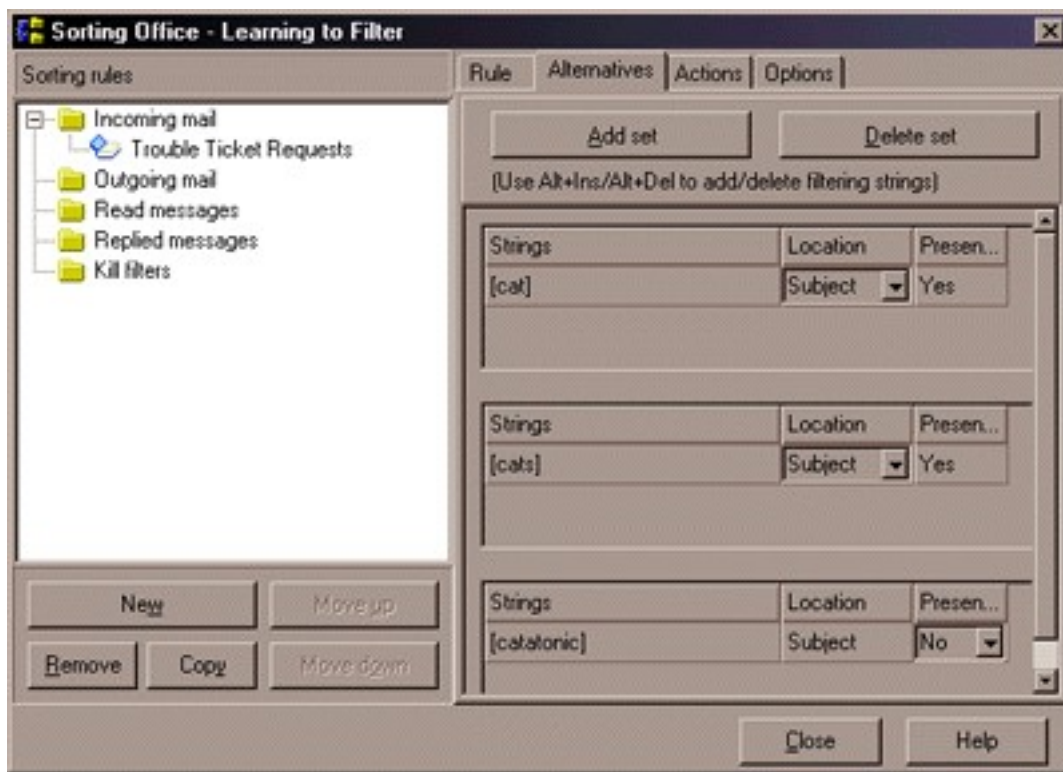 Sorting Office - Learning to Filter
Sorting rules
Incoming mail
Trouble Ticket Requests
Outgoing mail
Read messages
Replied messages
Kill filters
New Move up
Remove Copy Move down
Rule Alternatives Actions Options
Add set Delete set
(Use Alt+Ins/Alt+Del to add/delete filtering strings)
Strings Location Presen...
[cat] Subject Yes
Strings Location Presen...
[cats] Subject Yes
Strings Location Presen...
[catatonic] Subject No
Close Help